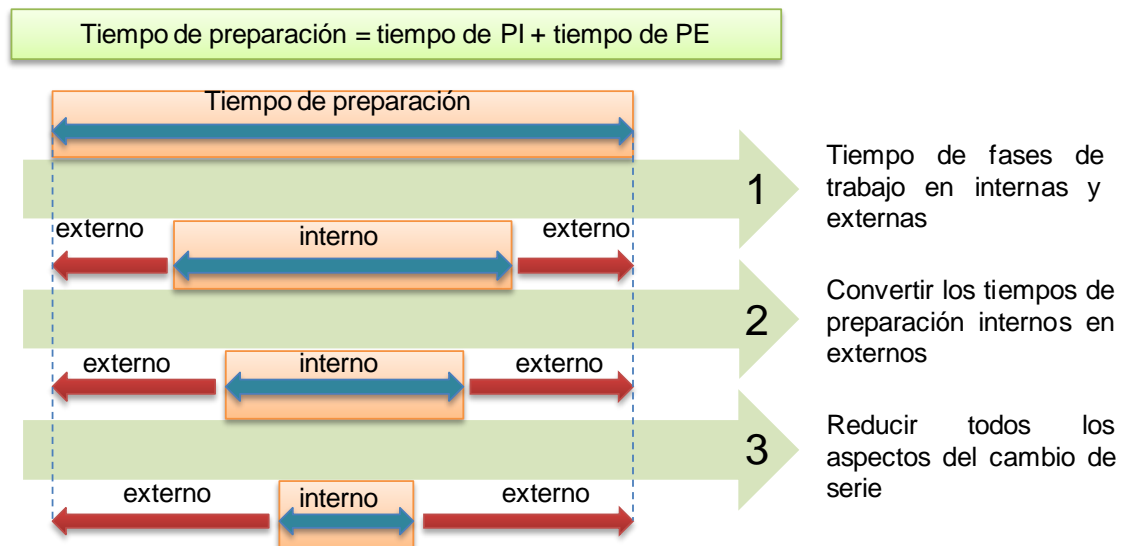 Tiempo de preparación = tiempo de PI + tiempo de PE
Tiempo de preparación
1
Tiempo de fases de
trabajo en internas y
externas
externo
interno
externo
2
Convertir los tiempos de
preparación internos en
externos
externo
interno
externo
3
Reducir todos los
aspectos del cambio de
serie
externo
interno
externo